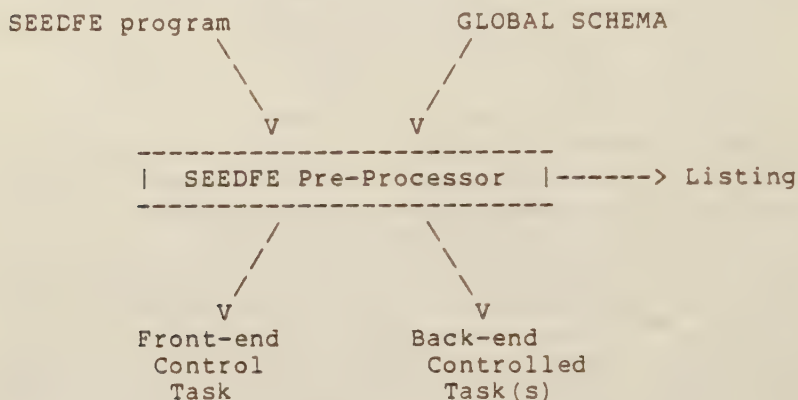 SEEDFE program GLOBAL SCHEMA
SEEDFE Pre-Processor ------> Listing
Front-end Back-end
Control Controlled
Task Task(s)